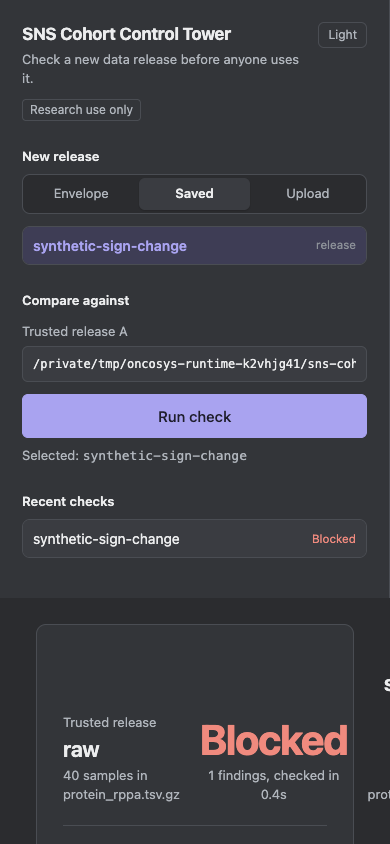 SNS Cohort Control Tower
Light
Check a new data release before anyone uses
it.
Research use only
New release
Envelope
Saved
Upload
synthetic-sign-change
release
Compare against
Trusted release A
/private/tmp/oncosys-runtime-k2vhjg41/sns-coh
Run check
Selected: synthetic-sign-change
Recent checks
synthetic-sign-change
Blocked
Trusted release
raw
40 samples in
protein_rppa.tsv.gz
Blocked
1 findings, checked in
0.4s